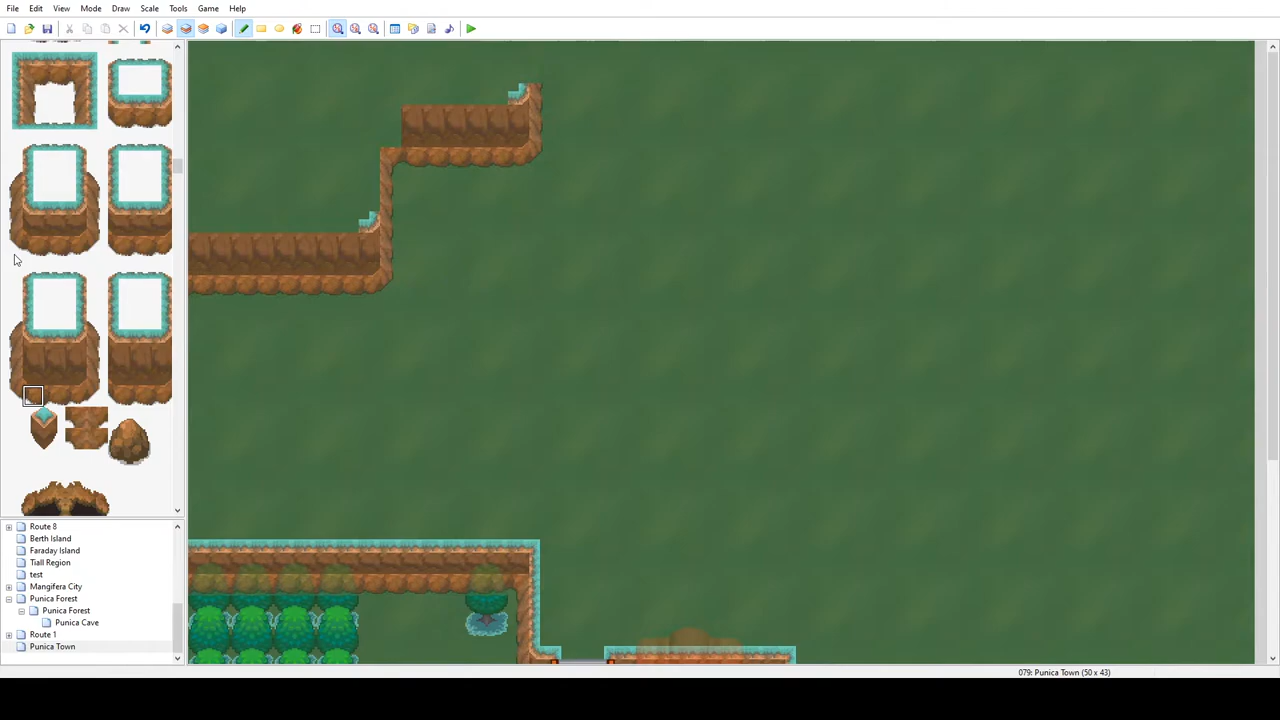 File Edit View Mode Draw Scale Tools Game Help
Route 8
Berth Island
Faraday Island
Tiall Region
test
Mangifera City
Punica Forest
Punica Forest
Punica Cave
Route 1
Punica Town
079: Punica Town (50 x 43)